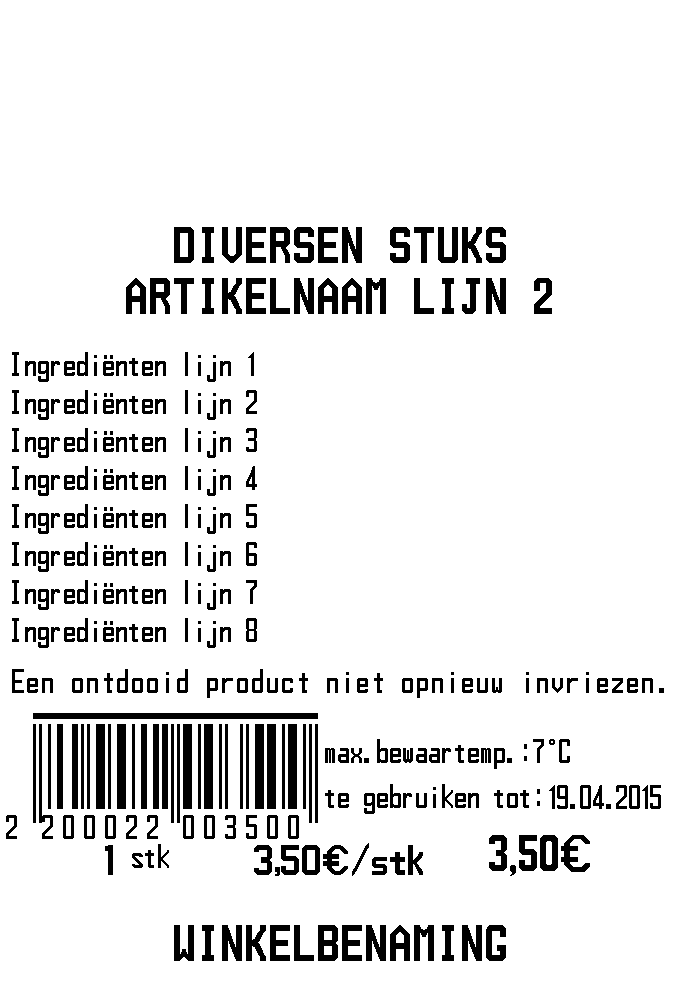 DIVERSEN STUKS
ARTIKELNAAM LIJN 2
Ingrediënten lijn 1
Ingrediënten lijn 2
Ingrediënten lijn 3
Ingrediënten lijn 4
Ingrediënten lijn 5
Ingrediënten lijn 6
Ingrediënten lijn 7
Ingrediënten lijn 8
Een ontdooid product niet opnieuw invriezen.
max.bewaartemp.:7°C
te gebruiken tot:19.04.2015
2 200022 003500
1 stk 3,50€/stk 3,50€
WINKELBENAMING